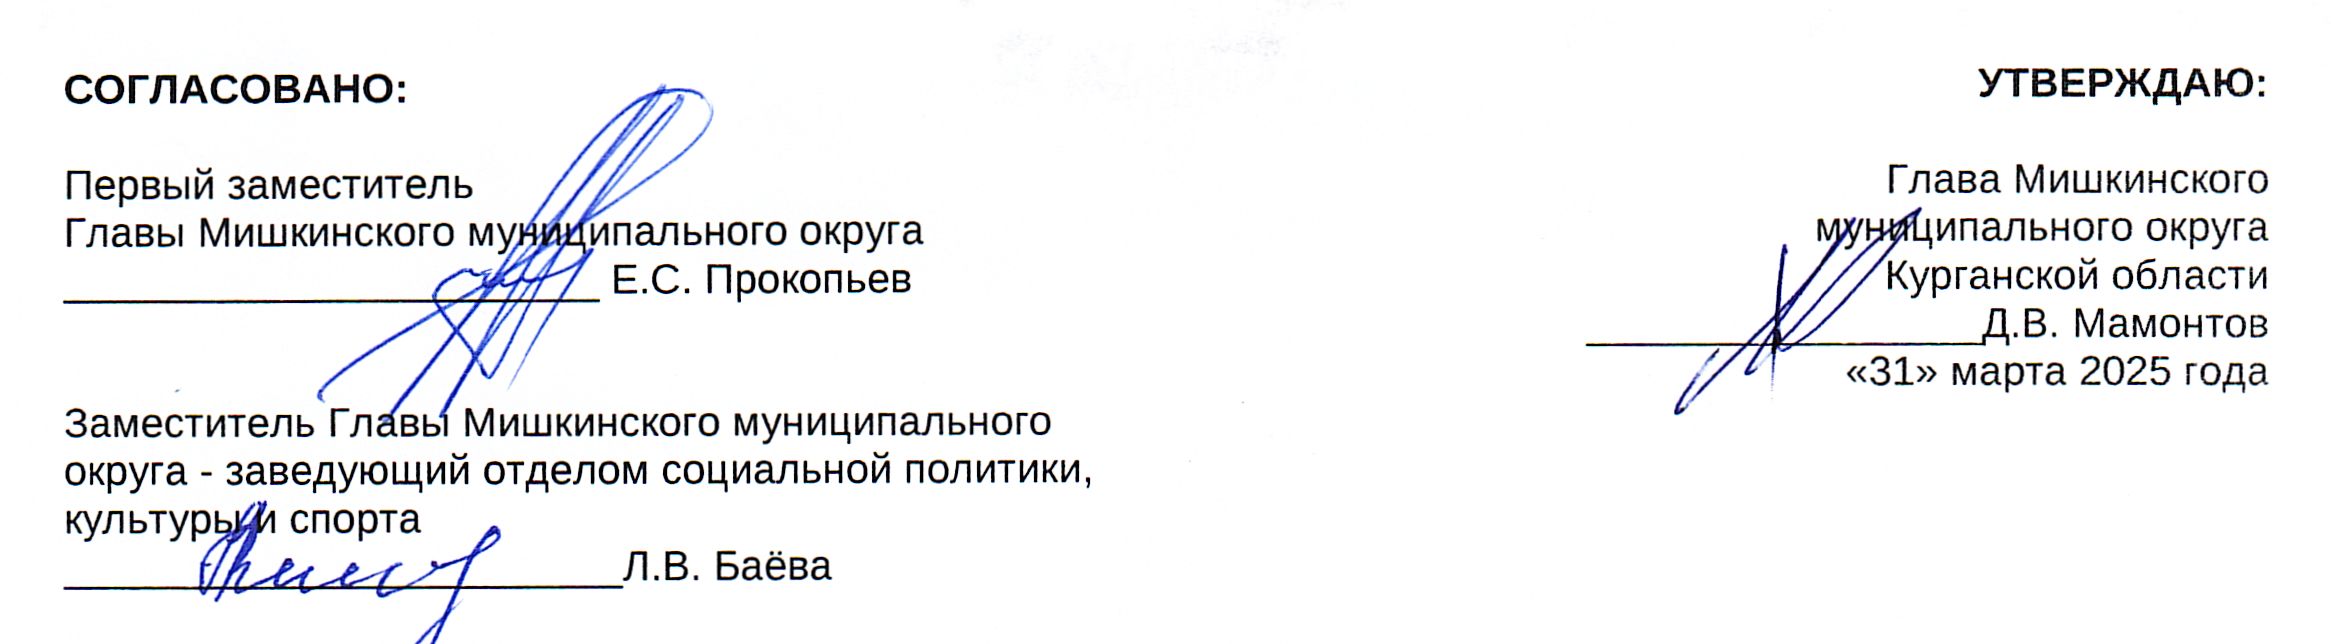 СОГЛАСОВАНО:
Первый заместитель
Главы Мишкинского муниципального округа
Е.С. Прокопьев
Заместитель Главы Мишкинского муниципального
округа - заведующий отделом социальной политики,
культуры и спорта
Л.В. Баёва
УТВЕРЖДАЮ:
Глава Мишкинского
муниципального округа
Курганской области
Д.В. Мамонтов
«31» марта 2025 года